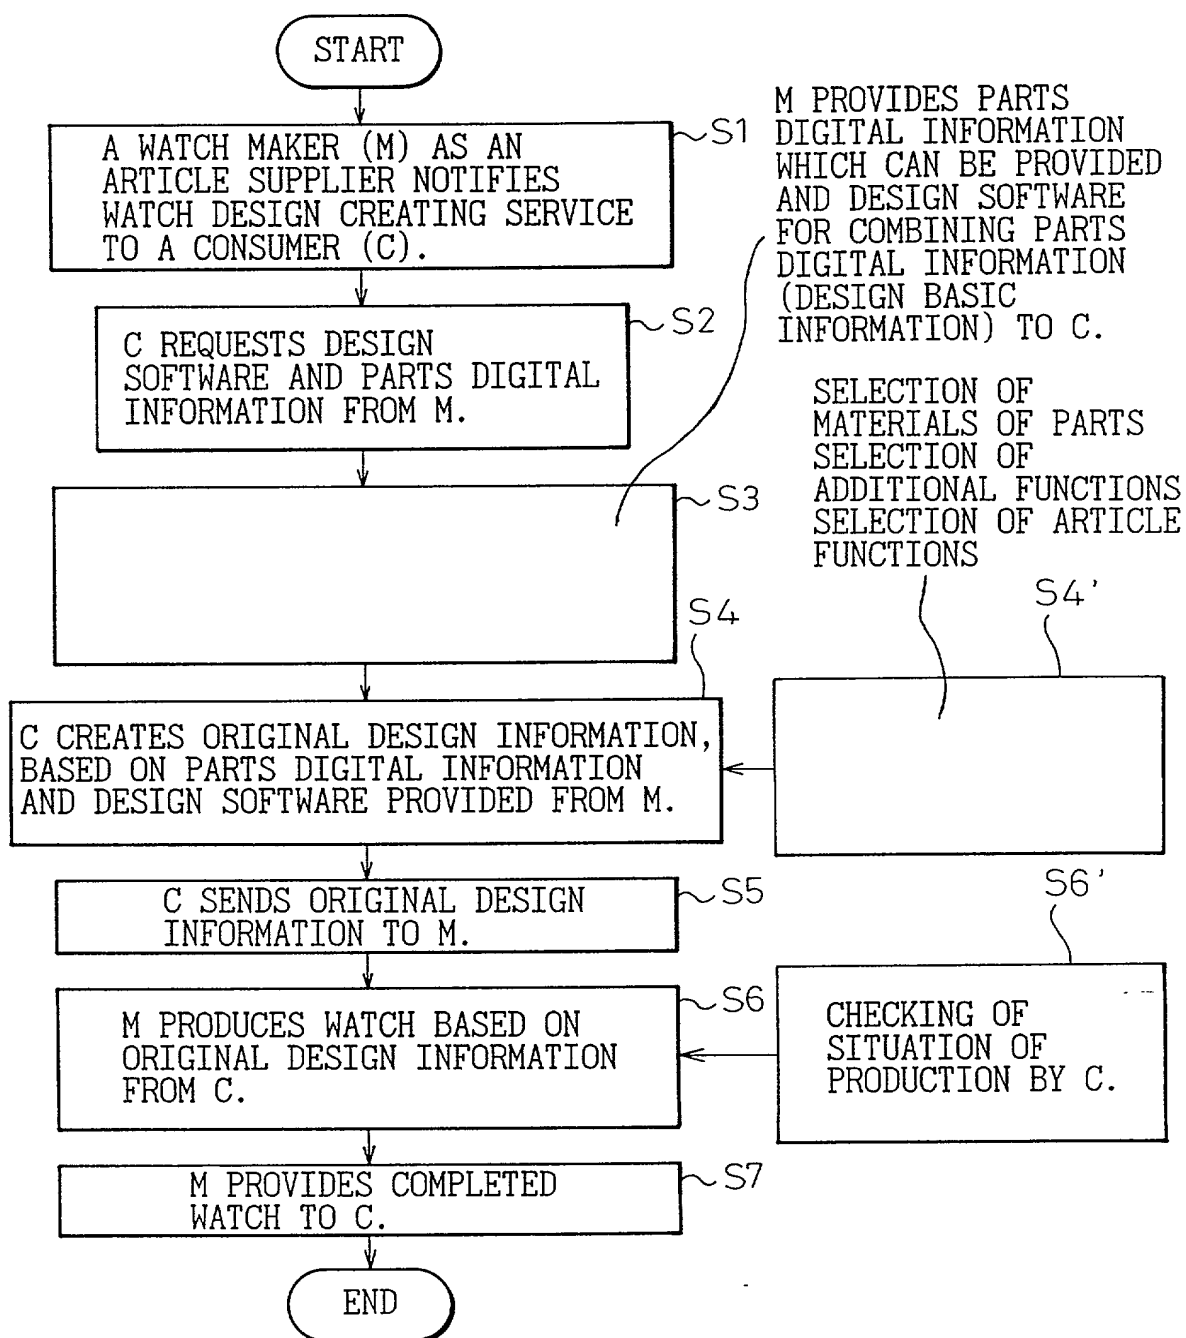 START
A WATCH MAKER (M) AS AN
ARTICLE SUPPLIER NOTIFIES
WATCH DESIGN CREATING SERVICE
TO A CONSUMER (C).
S1
C REQUESTS DESIGN
SOFTWARE AND PARTS DIGITAL
INFORMATION FROM M.
S2
M PROVIDES PARTS
DIGITAL INFORMATION
WHICH CAN BE PROVIDED
AND DESIGN SOFTWARE
FOR COMBINING PARTS
DIGITAL INFORMATION
(DESIGN BASIC
INFORMATION) TO C.
S3
SELECTION OF
MATERIALS OF PARTS
SELECTION OF
ADDITIONAL FUNCTIONS
SELECTION OF ARTICLE
FUNCTIONS
S4'
S4
C CREATES ORIGINAL DESIGN INFORMATION,
BASED ON PARTS DIGITAL INFORMATION
AND DESIGN SOFTWARE PROVIDED FROM M.
C SENDS ORIGINAL DESIGN
INFORMATION TO M.
S5
S6'
M PRODUCES WATCH BASED ON
ORIGINAL DESIGN INFORMATION
FROM C.
S6
CHECKING OF
SITUATION OF
PRODUCTION BY C.
M PROVIDES COMPLETED
WATCH TO C.
S7
END